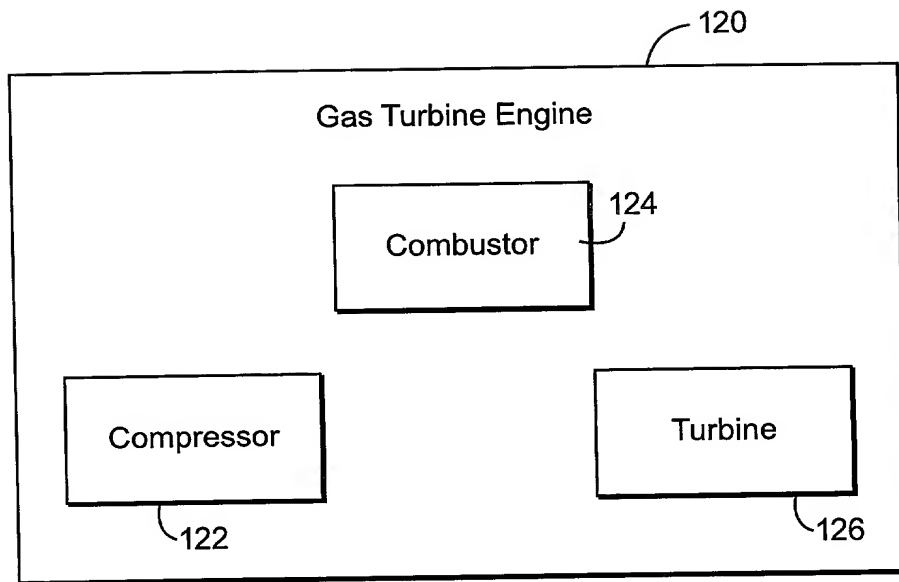 120
Gas Turbine Engine
124
Combustor
Compressor
Turbine
122
126